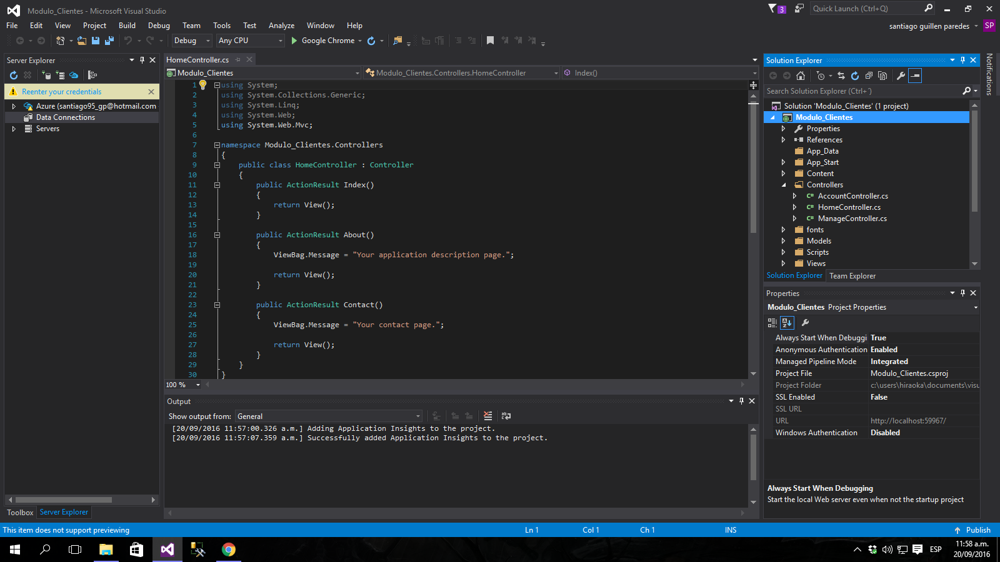 Modulo_Clientes - Microsoft Visual Studio
3
Quick Launch (Ctrl+Q)
File Edit View Project Build Debug Team Tools Test Analyze Window Help
santiago guillen paredes SP
Debug Any CPU Google Chrome
Server Explorer
Reenter your credentials
Azure (santiago95_gp@hotmail.com
Data Connections
Servers
Toolbox Server Explorer
HomeController.cs
Modulo_Clientes Modulo_Clientes.Controllers.HomeController Index()
1 using System;
2 using System.Collections.Generic;
3 using System.Linq;
4 using System.Web;
5 using System.Web.Mvc;
6
7 namespace Modulo_Clientes.Controllers
8 {
9 public class HomeController : Controller
10 {
11 public ActionResult Index()
12 {
13 return View();
14 }
15
16 public ActionResult About()
17 {
18 ViewBag.Message = "Your application description page.";
19
20 return View();
21 }
22
23 public ActionResult Contact()
24 {
25 ViewBag.Message = "Your contact page.";
26
27 return View();
28 }
29 }
30 }
100 %
Output
Show output from: General
[20/09/2016 11:57:00.326 a.m.] Adding Application Insights to the project.
[20/09/2016 11:57:07.359 a.m.] Successfully added Application Insights to the project.
Solution Explorer
Search Solution Explorer (Ctrl+´)
Solution 'Modulo_Clientes' (1 project)
Modulo_Clientes
Properties
References
App_Data
App_Start
Content
Controllers
C# AccountController.cs
C# HomeController.cs
C# ManageController.cs
fonts
Models
Scripts
Views
Solution Explorer Team Explorer
Notifications
Properties
Modulo_Clientes Project Properties
Always Start When Debuggi True
Anonymous Authentication Enabled
Managed Pipeline Mode Integrated
Project File Modulo_Clientes.csproj
Project Folder c:\users\hiraoka\documents\visu
SSL Enabled False
SSL URL
URL http://localhost:59967/
Windows Authentication Disabled
Always Start When Debugging
Start the local Web server even when not the startup project
This item does not support previewing Ln 1 Col 1 Ch 1 INS Publish
ESP
11:58 a.m.
20/09/2016